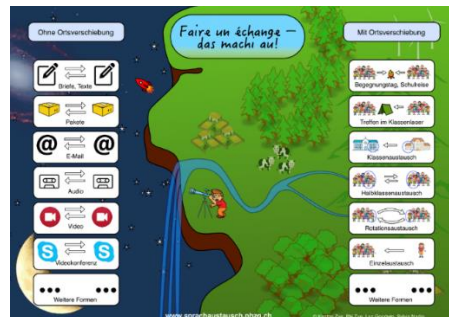 Ohne Ortsverschiebung
Faire un échange –
das machi au!
Mit Ortsverschiebung
Briefe, Texte
Pakete
@ @
E-Mail
Audio
Video
S S
Videokonferenz
Weitere Formen
Begegnungstag, Schulreise
Treffen im Klassenlager
Klassenaustausch
Halbklassenaustausch
Rotationsaustausch
Einzelaustausch
Weitere Formen
www.sprachaustausch.phgr.ch